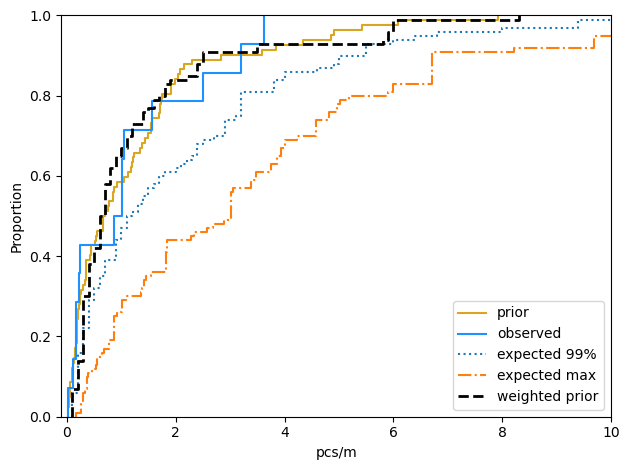 1.0
0.8
0.6
0.4
0.2
0.0
Proportion
0
2
4
6
8
10
pcs/m
prior
observed
expected 99%
expected max
weighted prior